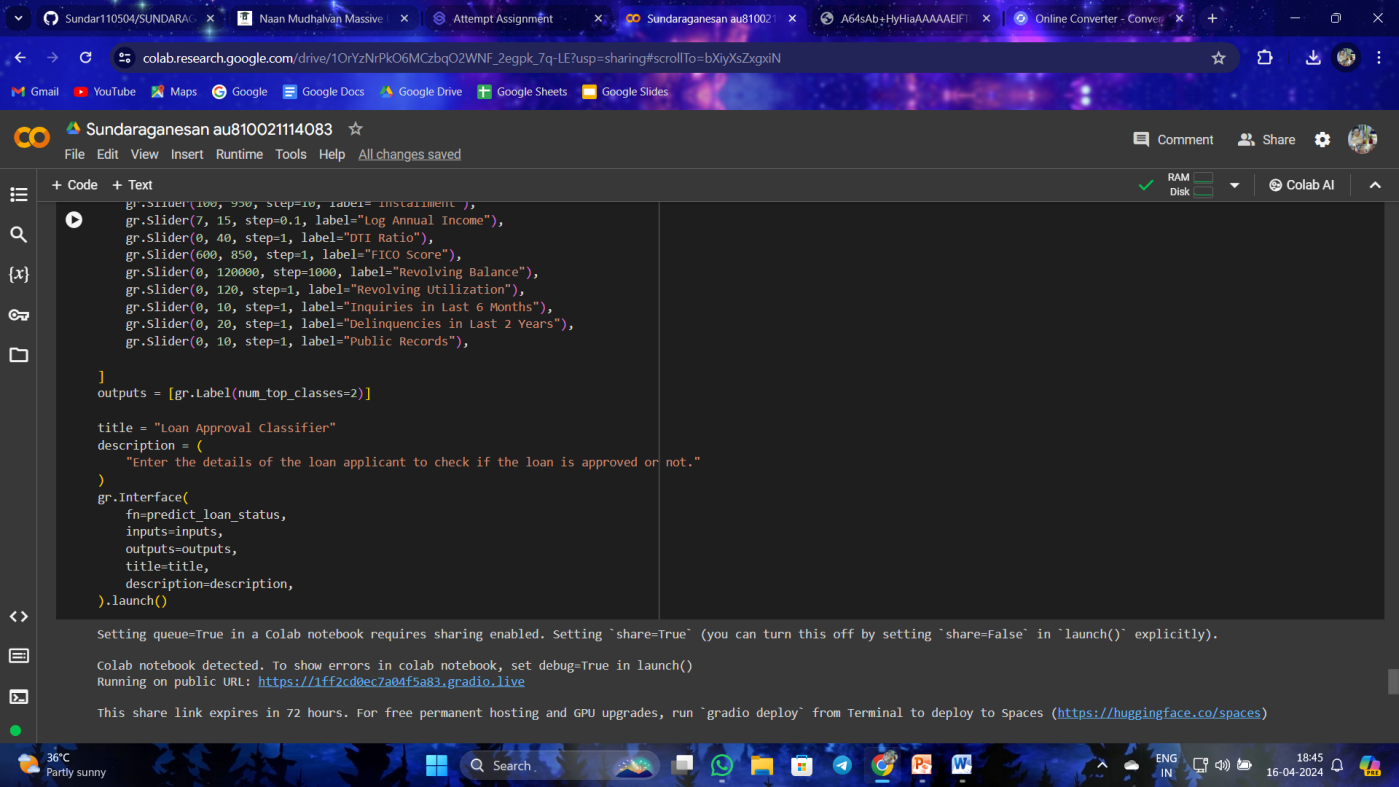 Sundar110504/SUNDARAG
Naan Mudhalvan Massive
Attempt Assignment
Sundaraganesan au810021
A64sAb+HyHiaAAAAAElFT
Online Converter - Conver
colab.research.google.com/drive/1OrYzNrPkO6MCzbqO2WNF_2egpk_7q-LE?usp=sharing#scrollTo=bXiyXsZxgxiN
Gmail YouTube Maps Google Google Docs Google Drive Google Sheets Google Slides
Sundaraganesan au810021114083
Comment Share
File Edit View Insert Runtime Tools Help All changes saved
+ Code + Text
RAM
Disk
Colab AI
gr.Slider(100, 950, step=10, label="Installment"),
gr.Slider(7, 15, step=0.1, label="Log Annual Income"),
gr.Slider(0, 40, step=1, label="DTI Ratio"),
gr.Slider(600, 850, step=1, label="FICO Score"),
gr.Slider(0, 120000, step=1000, label="Revolving Balance"),
gr.Slider(0, 120, step=1, label="Revolving Utilization"),
gr.Slider(0, 10, step=1, label="Inquiries in Last 6 Months"),
gr.Slider(0, 20, step=1, label="Delinquencies in Last 2 Years"),
gr.Slider(0, 10, step=1, label="Public Records"),
]
outputs = [gr.Label(num_top_classes=2)]
title = "Loan Approval Classifier"
description = (
"Enter the details of the loan applicant to check if the loan is approved or not."
)
gr.Interface(
fn=predict_loan_status,
inputs=inputs,
outputs=outputs,
title=title,
description=description,
).launch()
Setting queue=True in a Colab notebook requires sharing enabled. Setting `share=True` (you can turn this off by setting `share=False` in `launch()` explicitly).
Colab notebook detected. To show errors in colab notebook, set debug=True in launch()
Running on public URL: https://1ff2cd0ec7a04f5a83.gradio.live
This share link expires in 72 hours. For free permanent hosting and GPU upgrades, run `gradio deploy` from Terminal to deploy to Spaces (https://huggingface.co/spaces)
36°C
Partly sunny
Search
ENG
IN
18:45
16-04-2024
PRE